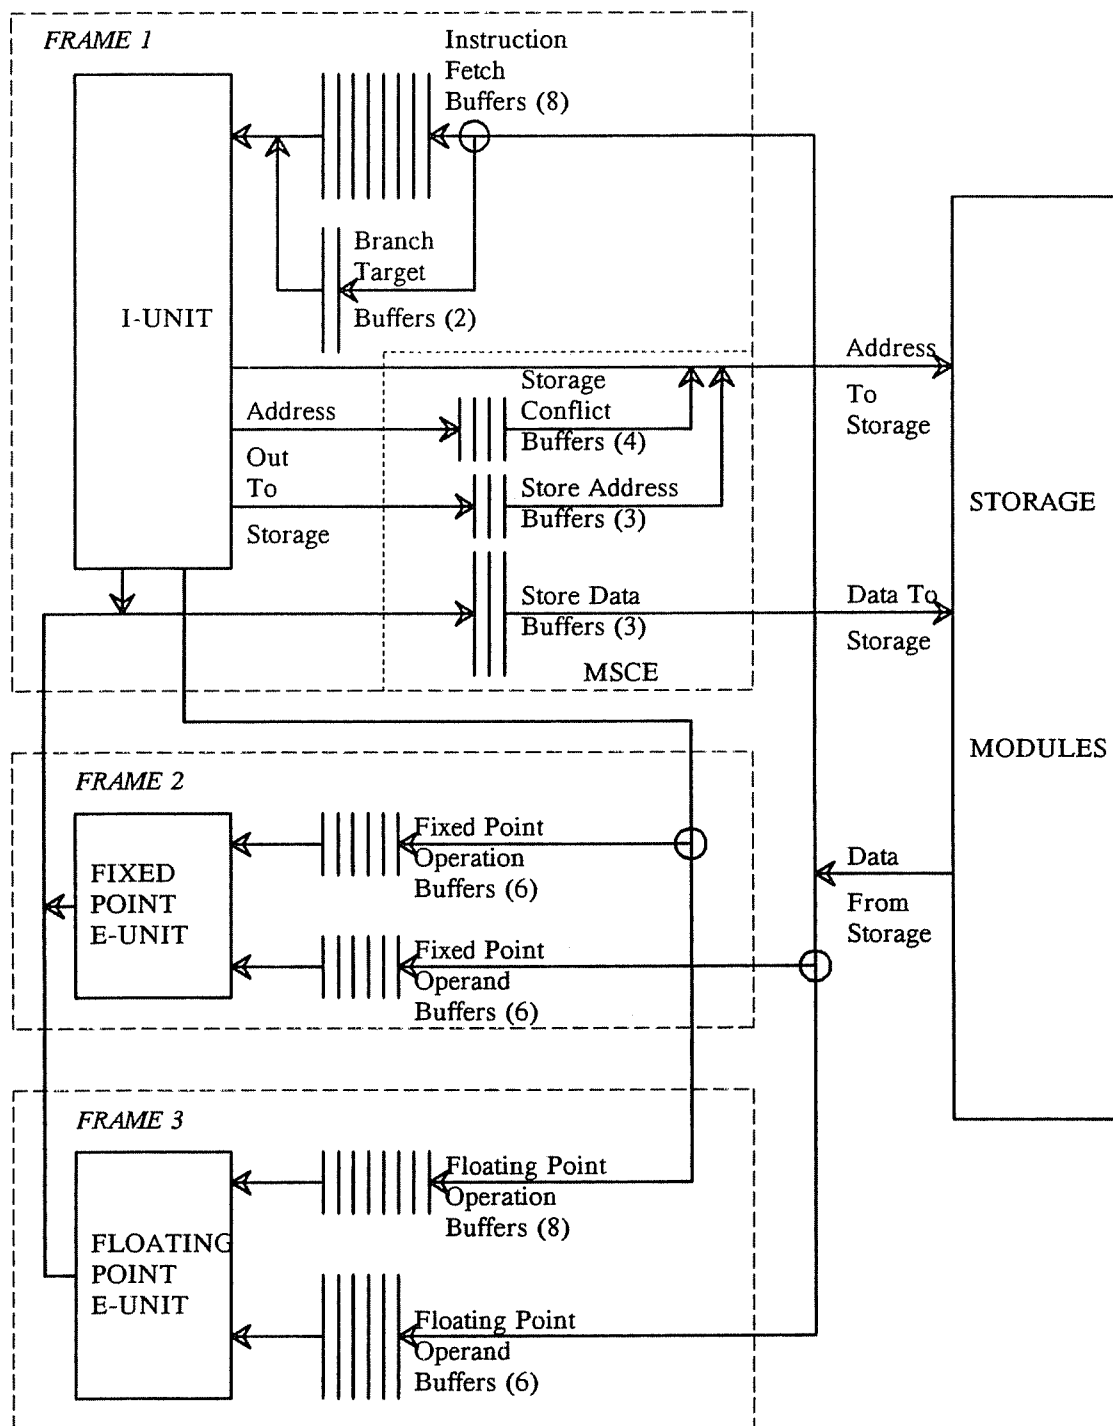 FRAME 1
Instruction
Fetch
Buffers (8)
Branch
Target
Buffers (2)
I-UNIT
Address
To
Storage
Storage
Conflict
Buffers (4)
Address
Out
To
Storage
Store Address
Buffers (3)
STORAGE
MODULES
Store Data
Buffers (3)
MSCE
Data To
Storage
FRAME 2
Fixed Point
Operation
Buffers (6)
FIXED
POINT
E-UNIT
Data
From
Storage
Fixed Point
Operand
Buffers (6)
FRAME 3
Floating Point
Operation
Buffers (8)
FLOATING
POINT
E-UNIT
Floating Point
Operand
Buffers (6)